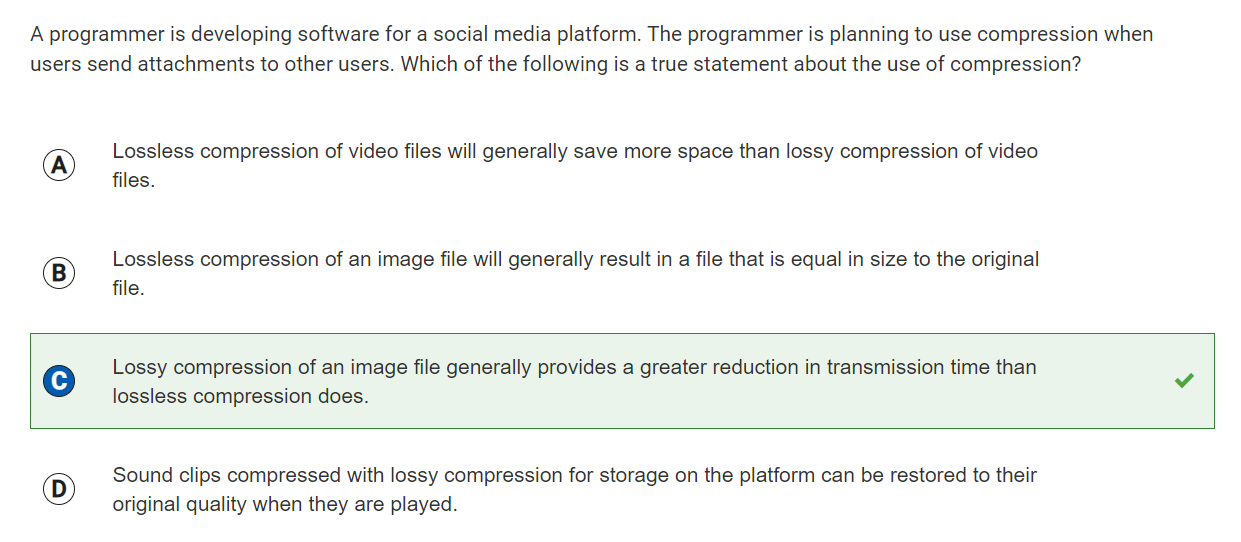 A programmer is developing software for a social media platform. The programmer is planning to use compression when
users send attachments to other users. Which of the following is a true statement about the use of compression?
A
Lossless compression of video files will generally save more space than lossy compression of video
files.
B
Lossless compression of an image file will generally result in a file that is equal in size to the original
file.
C
Lossy compression of an image file generally provides a greater reduction in transmission time than
lossless compression does.
D
Sound clips compressed with lossy compression for storage on the platform can be restored to their
original quality when they are played.